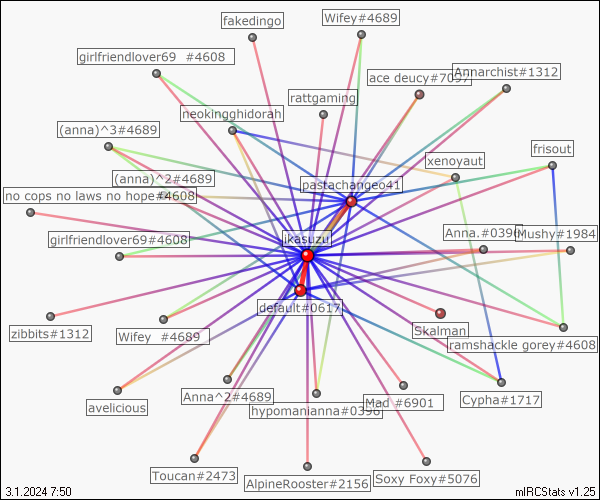 fakedingo
Wifey#4689
girlfriendlover69 #4608
ace deucy#7097
Annarchist#1312
rattgaming
neokingghidorah
(anna)^3#4689
frisout
xenoyaut
(anna)^2#4689
pastachangeo41
no cops no laws no hope#4608
ikasuzu
Anna.#0396
Mushy#1984
girlfriendlover69#4608
default#0617
Skalman
zibbits#1312
Wifey #4689
ramshackle gorey#4608
Anna^2#4689
Mad #6901
Cypha#1717
avelicious
hypomanianna#0396
Toucan#2473
AlpineRooster#2156
Soxy Foxy#5076
3.1.2024 7:50
mIRCStats v1.25